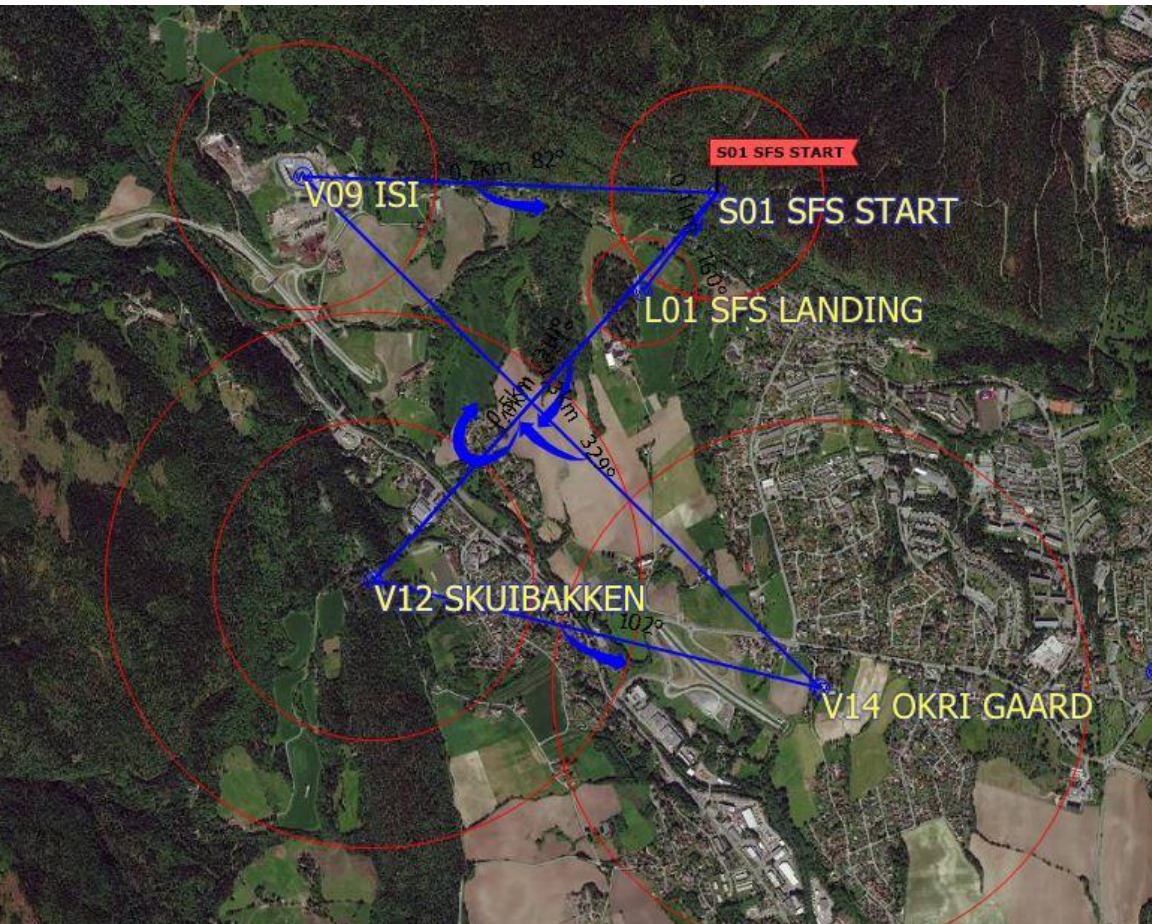 S01 SFS START
0.7km 82°
V09 ISI
S01 SFS START
160°
L01 SFS LANDING
329°
V12 SKUIBAKKEN
102°
V14 OKRI GAARD